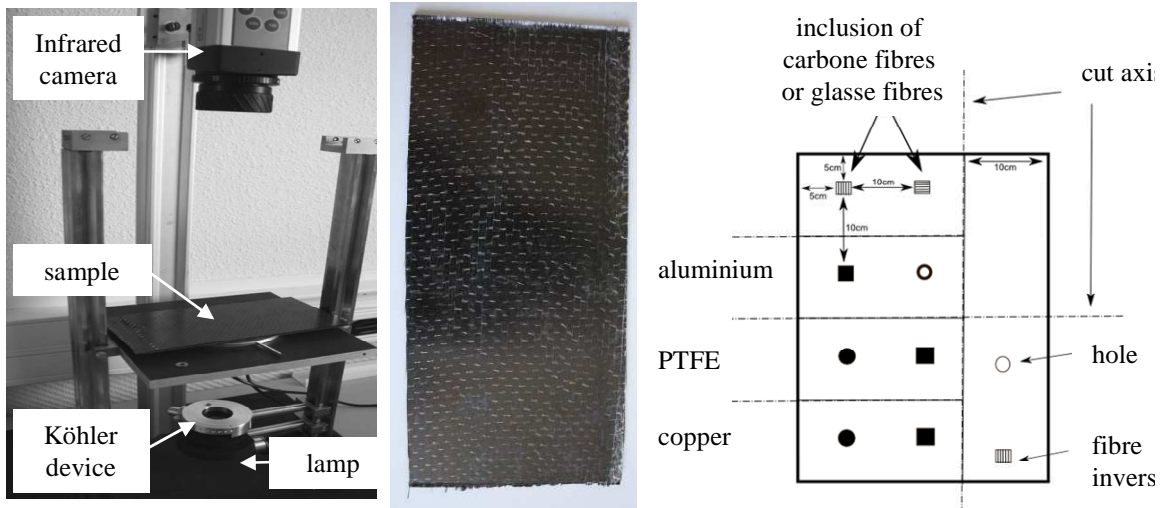 Infrared
camera
sample
Köhler
device
lamp
inclusion of
carbone fibres
or glasse fibres
cut axis
5cm
10cm
5cm
10cm
10cm
aluminium
PTFE
hole
copper
fibre
invers